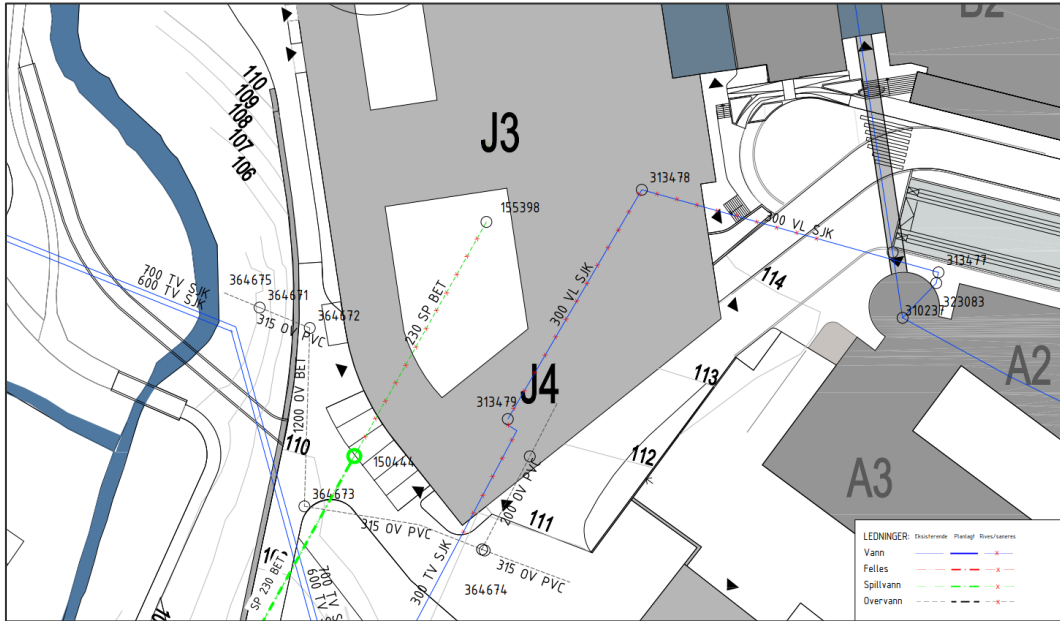 B2
110
109
108
107
106
J3
313478
155398
300 VL SJK
700 TV SJK
600 TV SJK
364675
364671
364672
315 OV PVC
230 SP BET
300 VL SJK
114
313477
323083
310237
1200 OV BET
J4
313479
113
A2
110
150444
112
A3
364673
315 OV PVC
200 OV PVC
111
315 OV PVC
364674
SP 230 BET
300 TV SJK
700 TV S
600 TV S
LEDNINGER: Eksisterende Planlagt Rives/saneres
Vann
Felles
Spillvann
Overvann